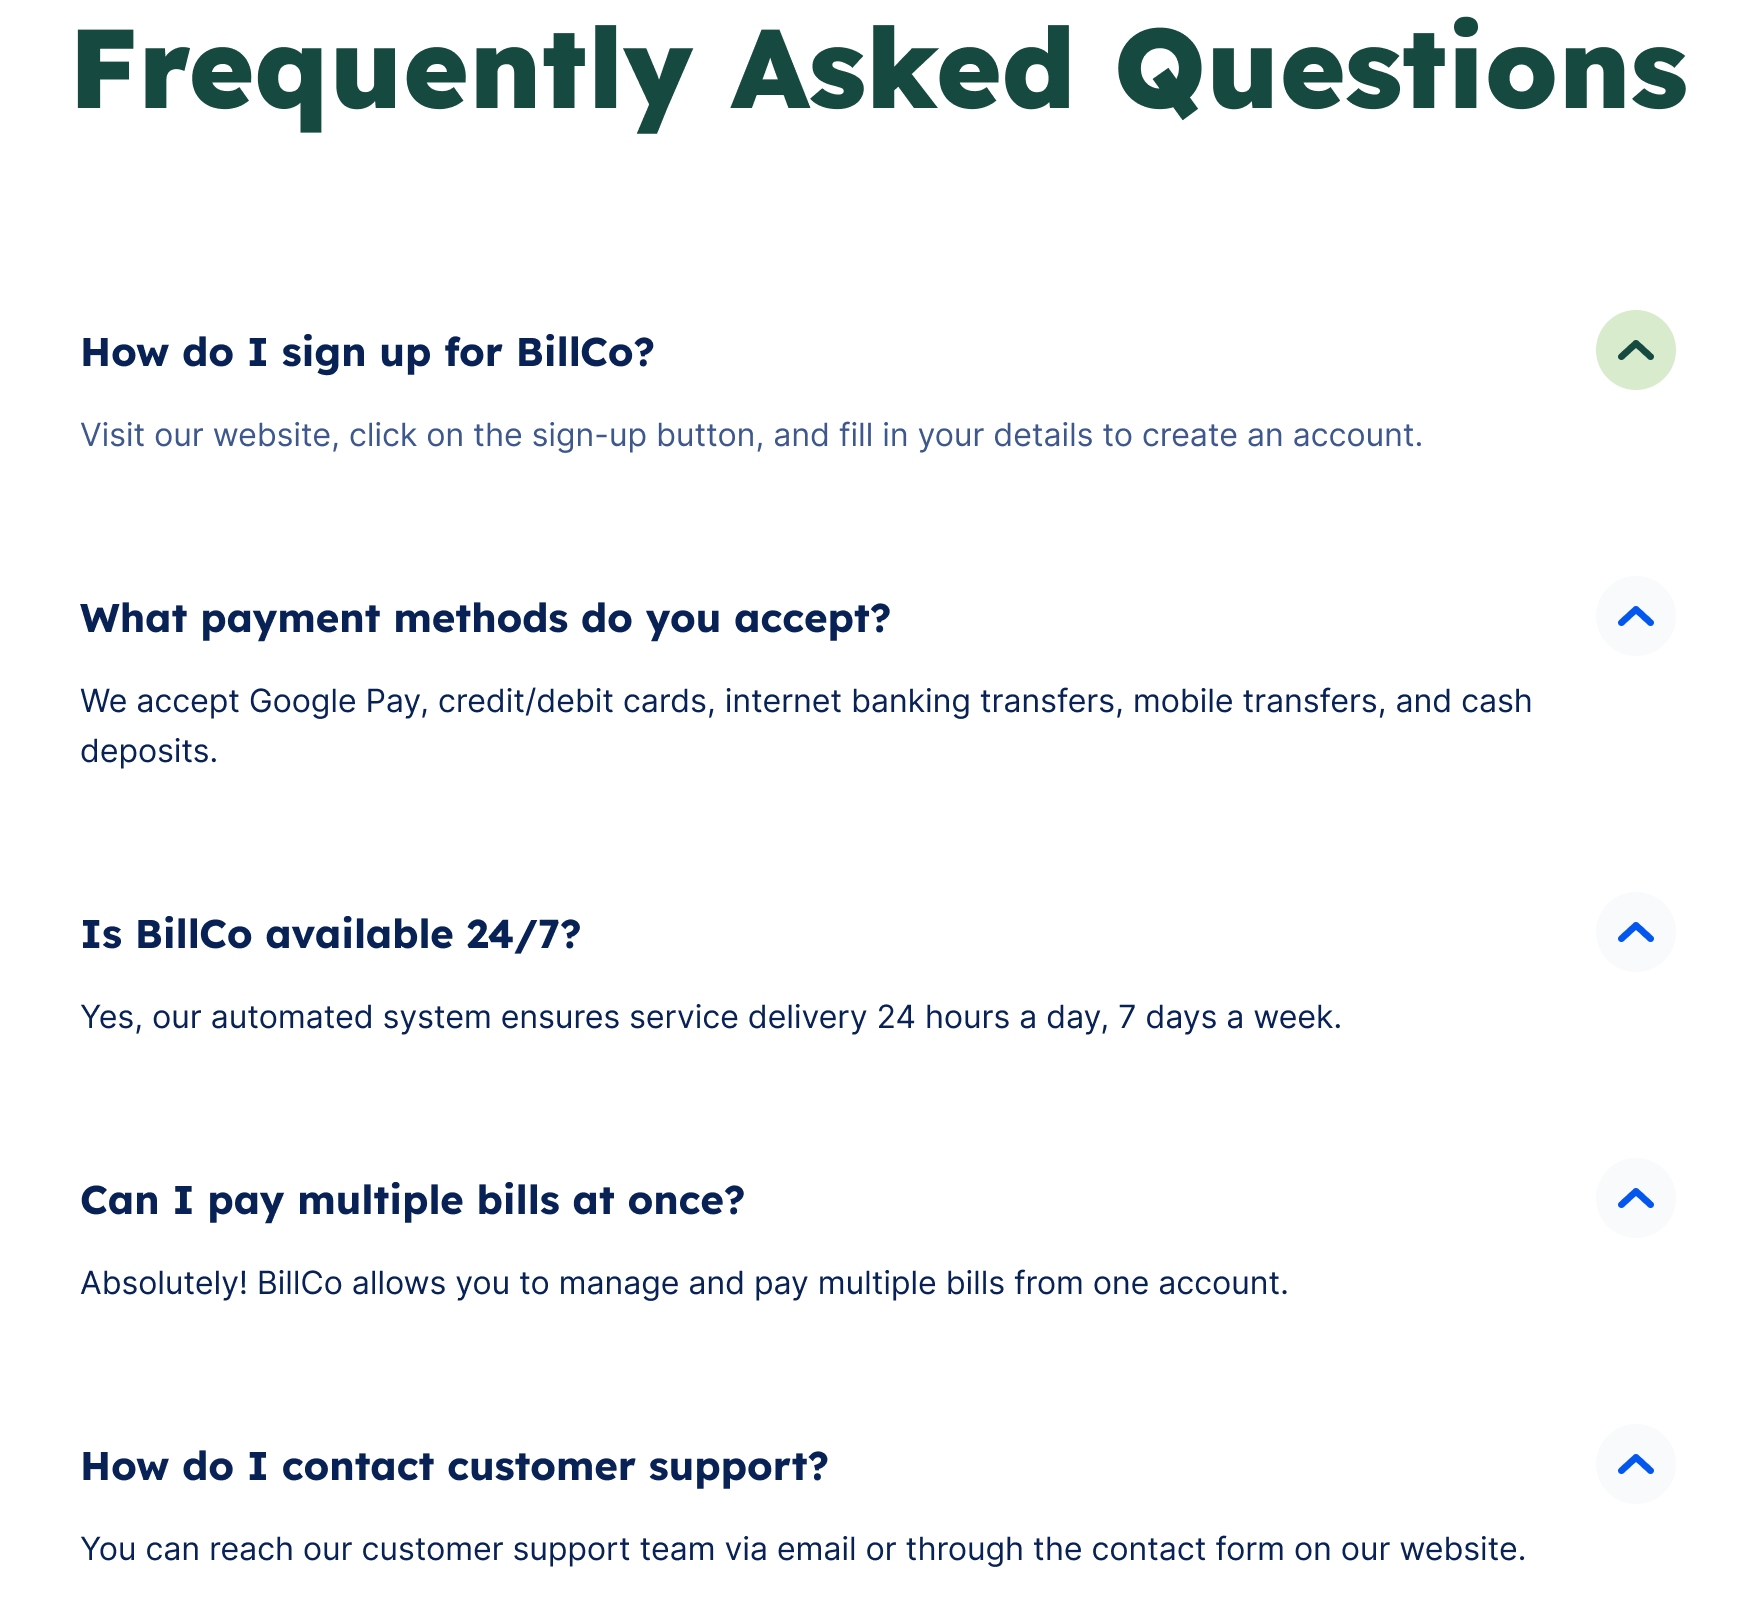 Frequently Asked Questions
How do I sign up for BillCo?
Visit our website, click on the sign-up button, and fill in your details to create an account.
What payment methods do you accept?
We accept Google Pay, credit/debit cards, internet banking transfers, mobile transfers, and cash
deposits.
Is BillCo available 24/7?
Yes, our automated system ensures service delivery 24 hours a day, 7 days a week.
Can I pay multiple bills at once?
Absolutely! BillCo allows you to manage and pay multiple bills from one account.
How do I contact customer support?
You can reach our customer support team via email or through the contact form on our website.